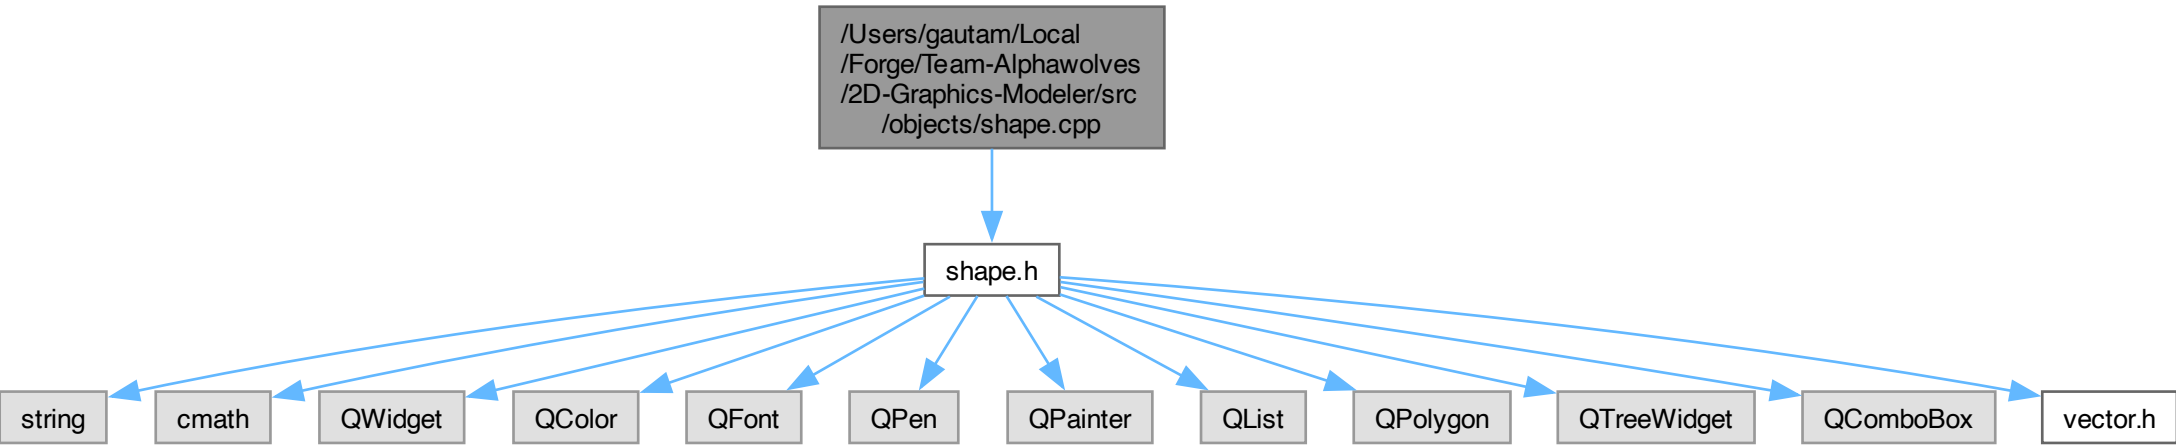 /Users/gautam/Local
/Forge/Team-Alphawolves
/2D-Graphics-Modeler/src
/objects/shape.cpp
shape.h
string
cmath
QWidget
QColor
QFont
QPen
QPainter
QList
QPolygon
QTreeWidget
QComboBox
vector.h